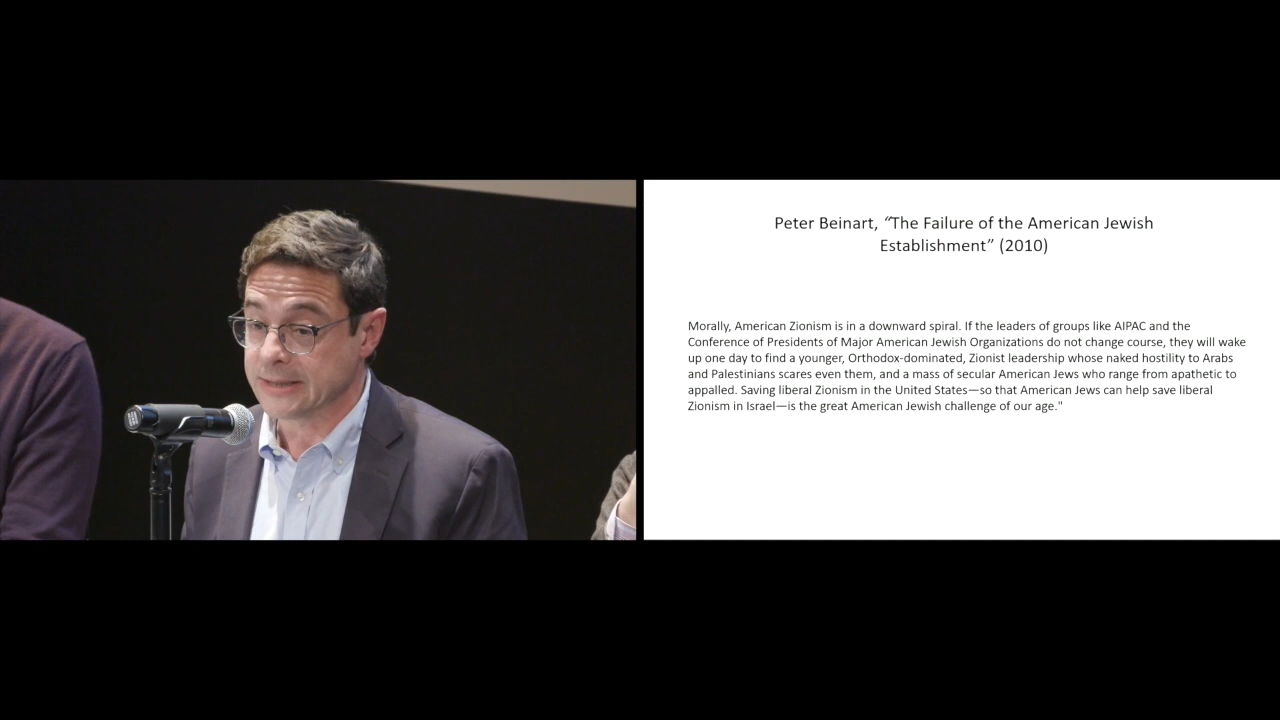 Peter Beinart, “The Failure of the American Jewish
Establishment” (2010)
Morally, American Zionism is in a downward spiral. If the leaders of groups like AIPAC and the
Conference of Presidents of Major American Jewish Organizations do not change course, they will wake
up one day to find a younger, Orthodox-dominated, Zionist leadership whose naked hostility to Arabs
and Palestinians scares even them, and a mass of secular American Jews who range from apathetic to
appalled. Saving liberal Zionism in the United States—so that American Jews can help save liberal
Zionism in Israel—is the great American Jewish challenge of our age."